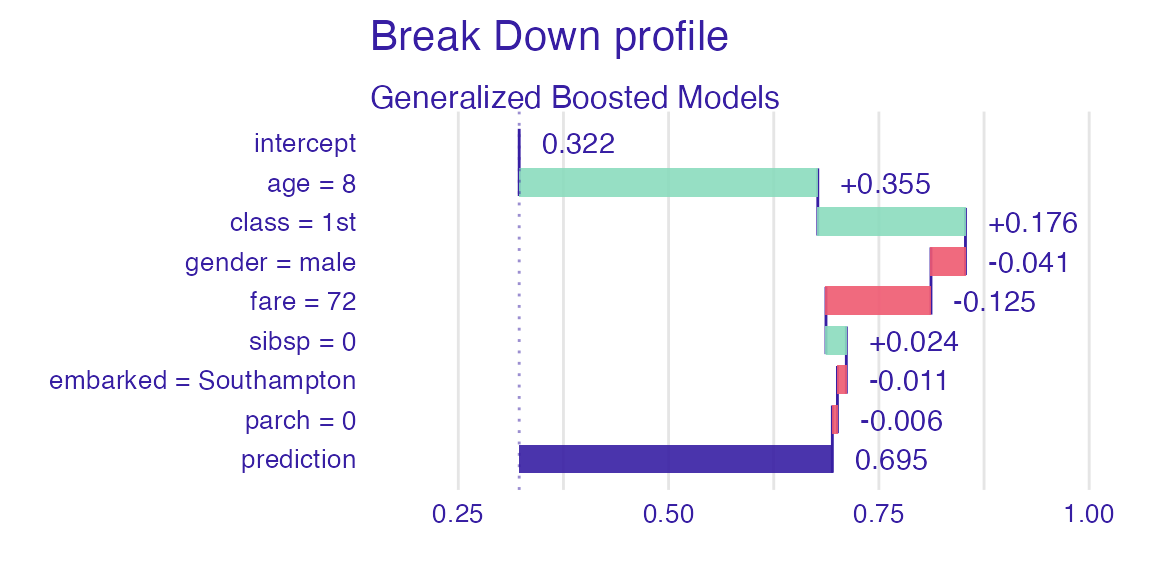 Break Down profile
Generalized Boosted Models
intercept 0.322
age = 8 +0.355
class = 1st +0.176
gender = male -0.041
fare = 72 -0.125
sibsp = 0 +0.024
embarked = Southampton -0.011
parch = 0 -0.006
prediction 0.695
0.25 0.50 0.75 1.00